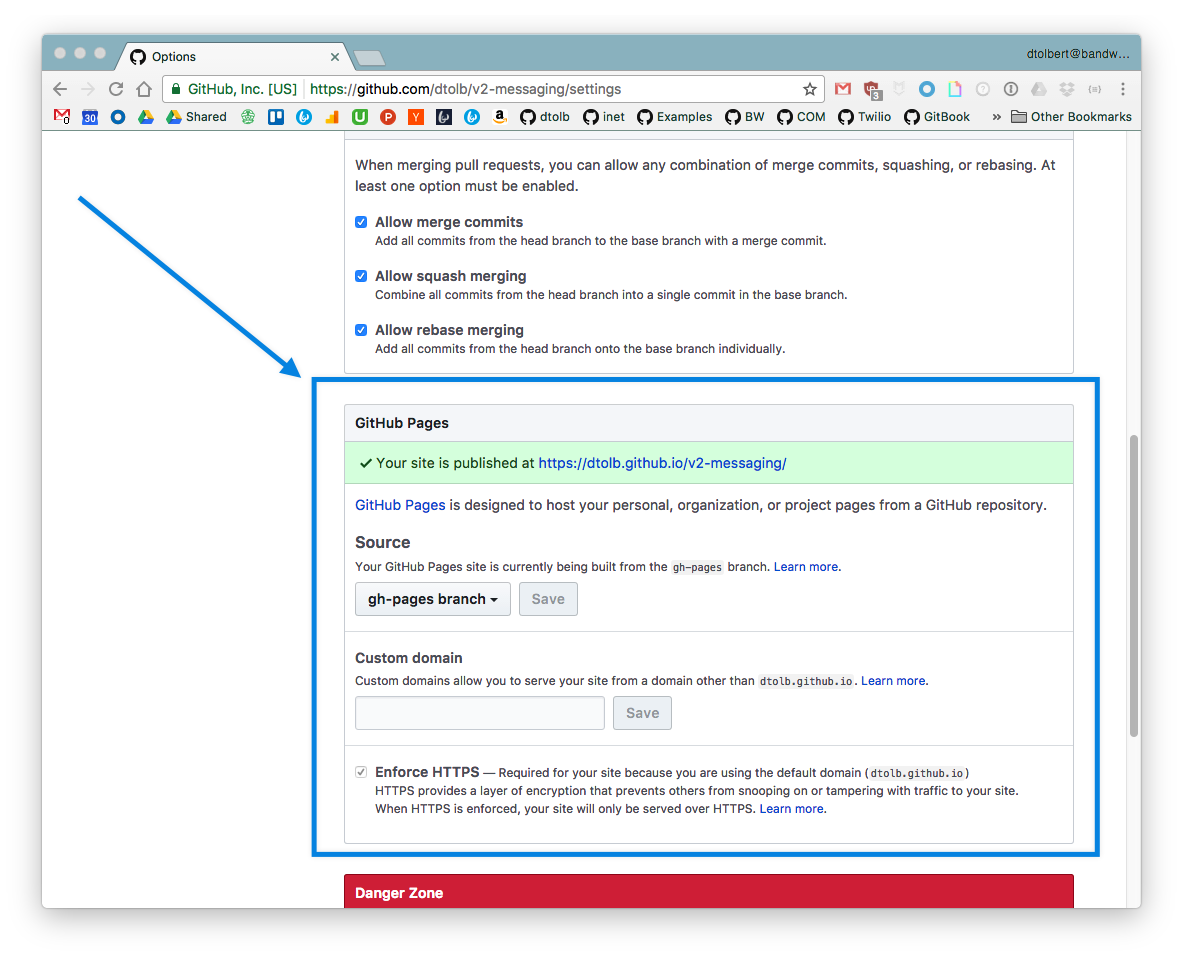 Options
dtolbert@bandw...
GitHub, Inc. [US] https://github.com/dtolb/v2-messaging/settings
3
0 30 Shared dtolb inet Examples BW COM Twilio GitBook » Other Bookmarks
When merging pull requests, you can allow any combination of merge commits, squashing, or rebasing. At
least one option must be enabled.
Allow merge commits
Add all commits from the head branch to the base branch with a merge commit.
Allow squash merging
Combine all commits from the head branch into a single commit in the base branch.
Allow rebase merging
Add all commits from the head branch onto the base branch individually.
GitHub Pages
Your site is published at https://dtolb.github.io/v2-messaging/
GitHub Pages is designed to host your personal, organization, or project pages from a GitHub repository.
Source
Your GitHub Pages site is currently being built from the gh-pages branch. Learn more.
gh-pages branch Save
Custom domain
Custom domains allow you to serve your site from a domain other than dtolb.github.io. Learn more.
Save
Enforce HTTPS — Required for your site because you are using the default domain (dtolb.github.io)
HTTPS provides a layer of encryption that prevents others from snooping on or tampering with traffic to your site.
When HTTPS is enforced, your site will only be served over HTTPS. Learn more.
Danger Zone